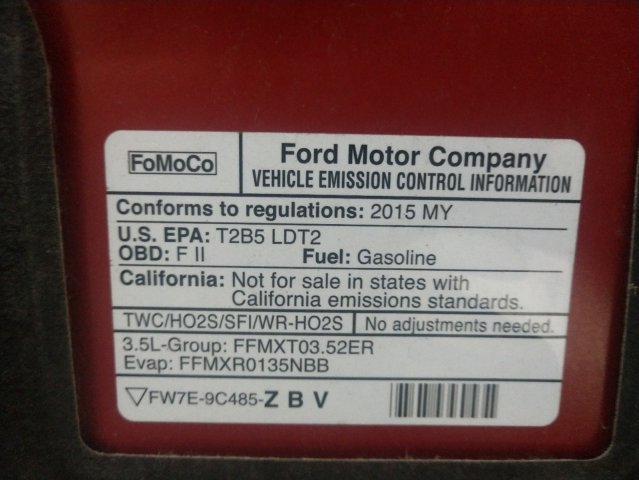 FoMoCo
Ford Motor Company
VEHICLE EMISSION CONTROL INFORMATION
Conforms to regulations: 2015 MY
U.S. EPA: T2B5 LDT2
OBD: F II Fuel: Gasoline
California: Not for sale in states with
California emissions standards.
TWC/HO2S/SFI/WR-HO2S No adjustments needed.
3.5L-Group: FFMXT03.52ER
Evap: FFMXR0135NBB
▽FW7E-9C485-Z B V